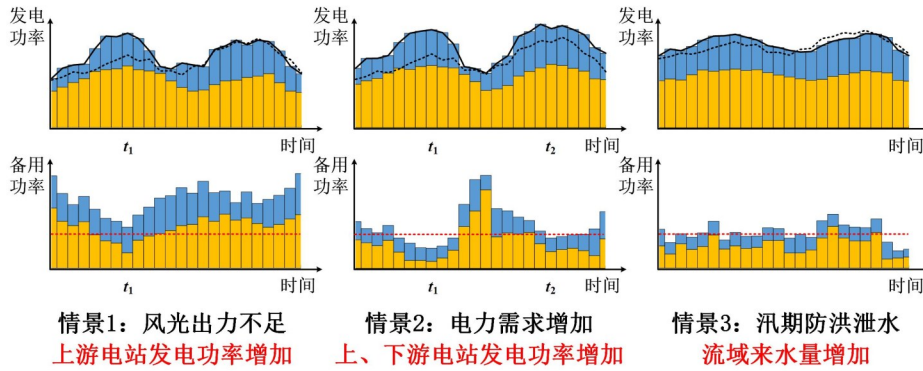 发电
功率
t1
时间
发电
功率
t1
t2
时间
发电
功率
时间
备用
功率
t1
时间
备用
功率
t1
t2
时间
备用
功率
时间
情景1：风光出力不足
上游电站发电功率增加
情景2：电力需求增加
上、下游电站发电功率增加
情景3：汛期防洪泄水
流域来水量增加